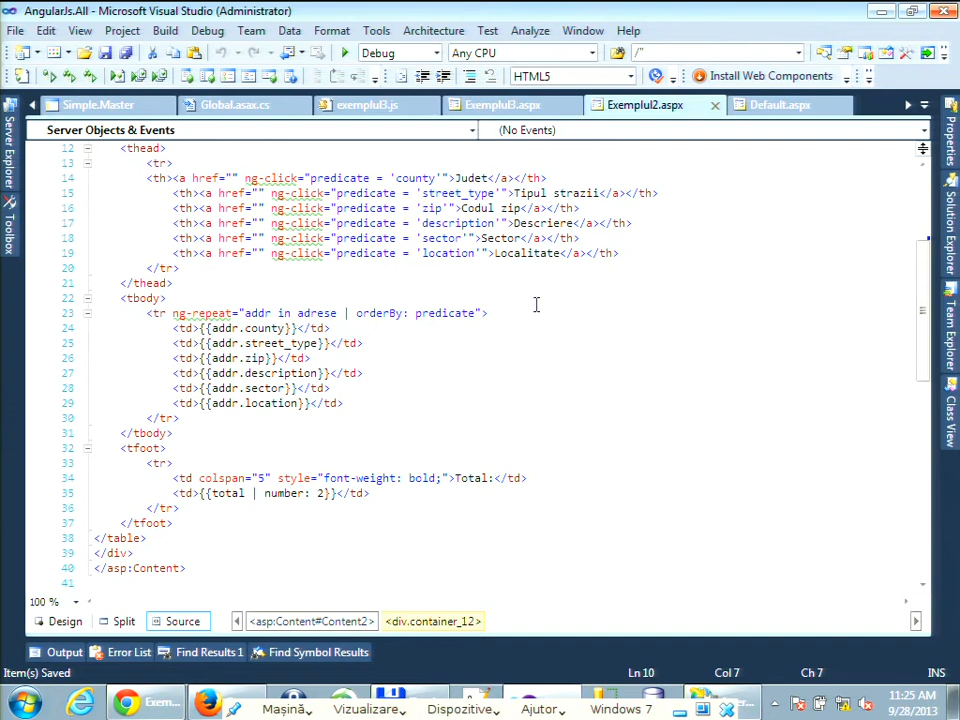 AngularJs.All - Microsoft Visual Studio (Administrator)
File Edit View Project Build Debug Team Data Format Tools Architecture Test Analyze Window Help
Debug Any CPU /"
HTML5 Install Web Components
Simple.Master Global.asax.cs exemplul3.js Exemplul3.aspx Exemplul2.aspx Default.aspx
Server Objects & Events (No Events)
12 <thead>
13 <tr>
14 <th><a href="" ng-click="predicate = 'county'">Judet</a></th>
15 <th><a href="" ng-click="predicate = 'street_type'">Tipul strazii</a></th>
16 <th><a href="" ng-click="predicate = 'zip'">Codul zip</a></th>
17 <th><a href="" ng-click="predicate = 'description'">Descriere</a></th>
18 <th><a href="" ng-click="predicate = 'sector'">Sector</a></th>
19 <th><a href="" ng-click="predicate = 'location'">Localitate</a></th>
20 </tr>
21 </thead>
22 <tbody>
23 <tr ng-repeat="addr in adrese | orderBy: predicate">
24 <td>{{addr.county}}</td>
25 <td>{{addr.street_type}}</td>
26 <td>{{addr.zip}}</td>
27 <td>{{addr.description}}</td>
28 <td>{{addr.sector}}</td>
29 <td>{{addr.location}}</td>
30 </tr>
31 </tbody>
32 <tfoot>
33 <tr>
34 <td colspan="5" style="font-weight: bold;">Total:</td>
35 <td>{{total | number: 2}}</td>
36 </tr>
37 </tfoot>
38 </table>
39 </div>
40 </asp:Content>
41
100 %
Design Split Source <asp:Content#Content2> <div.container_12>
Output Error List Find Results 1 Find Symbol Results
Item(s) Saved Ln 10 Col 7 Ch 7 INS
Exem... Mașină Vizualizare Dispozitive Ajutor Windows 7
11:25 AM
9/28/2013
Server Explorer
Toolbox
Properties
Solution Explorer
Team Explorer
Class View